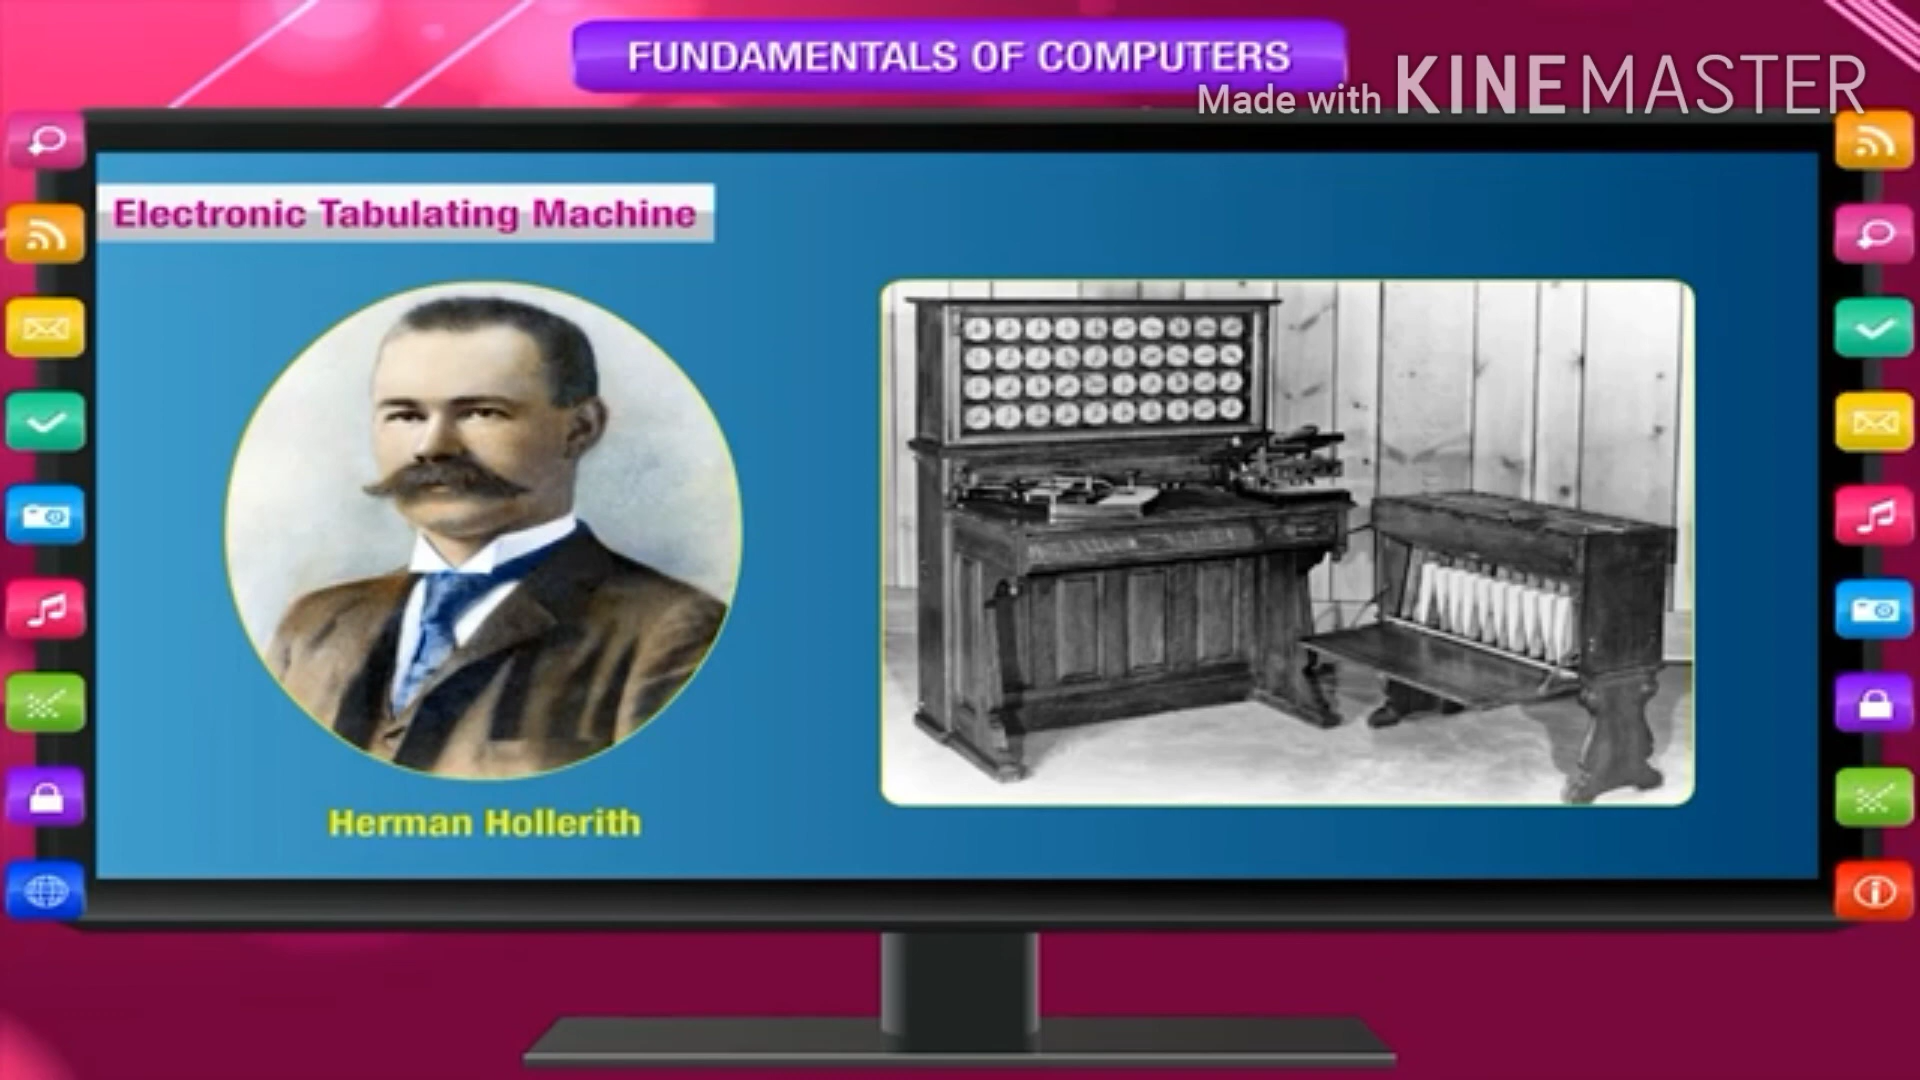 FUNDAMENTALS OF COMPUTERS
Made with KINEMASTER
Electronic Tabulating Machine
Herman Hollerith